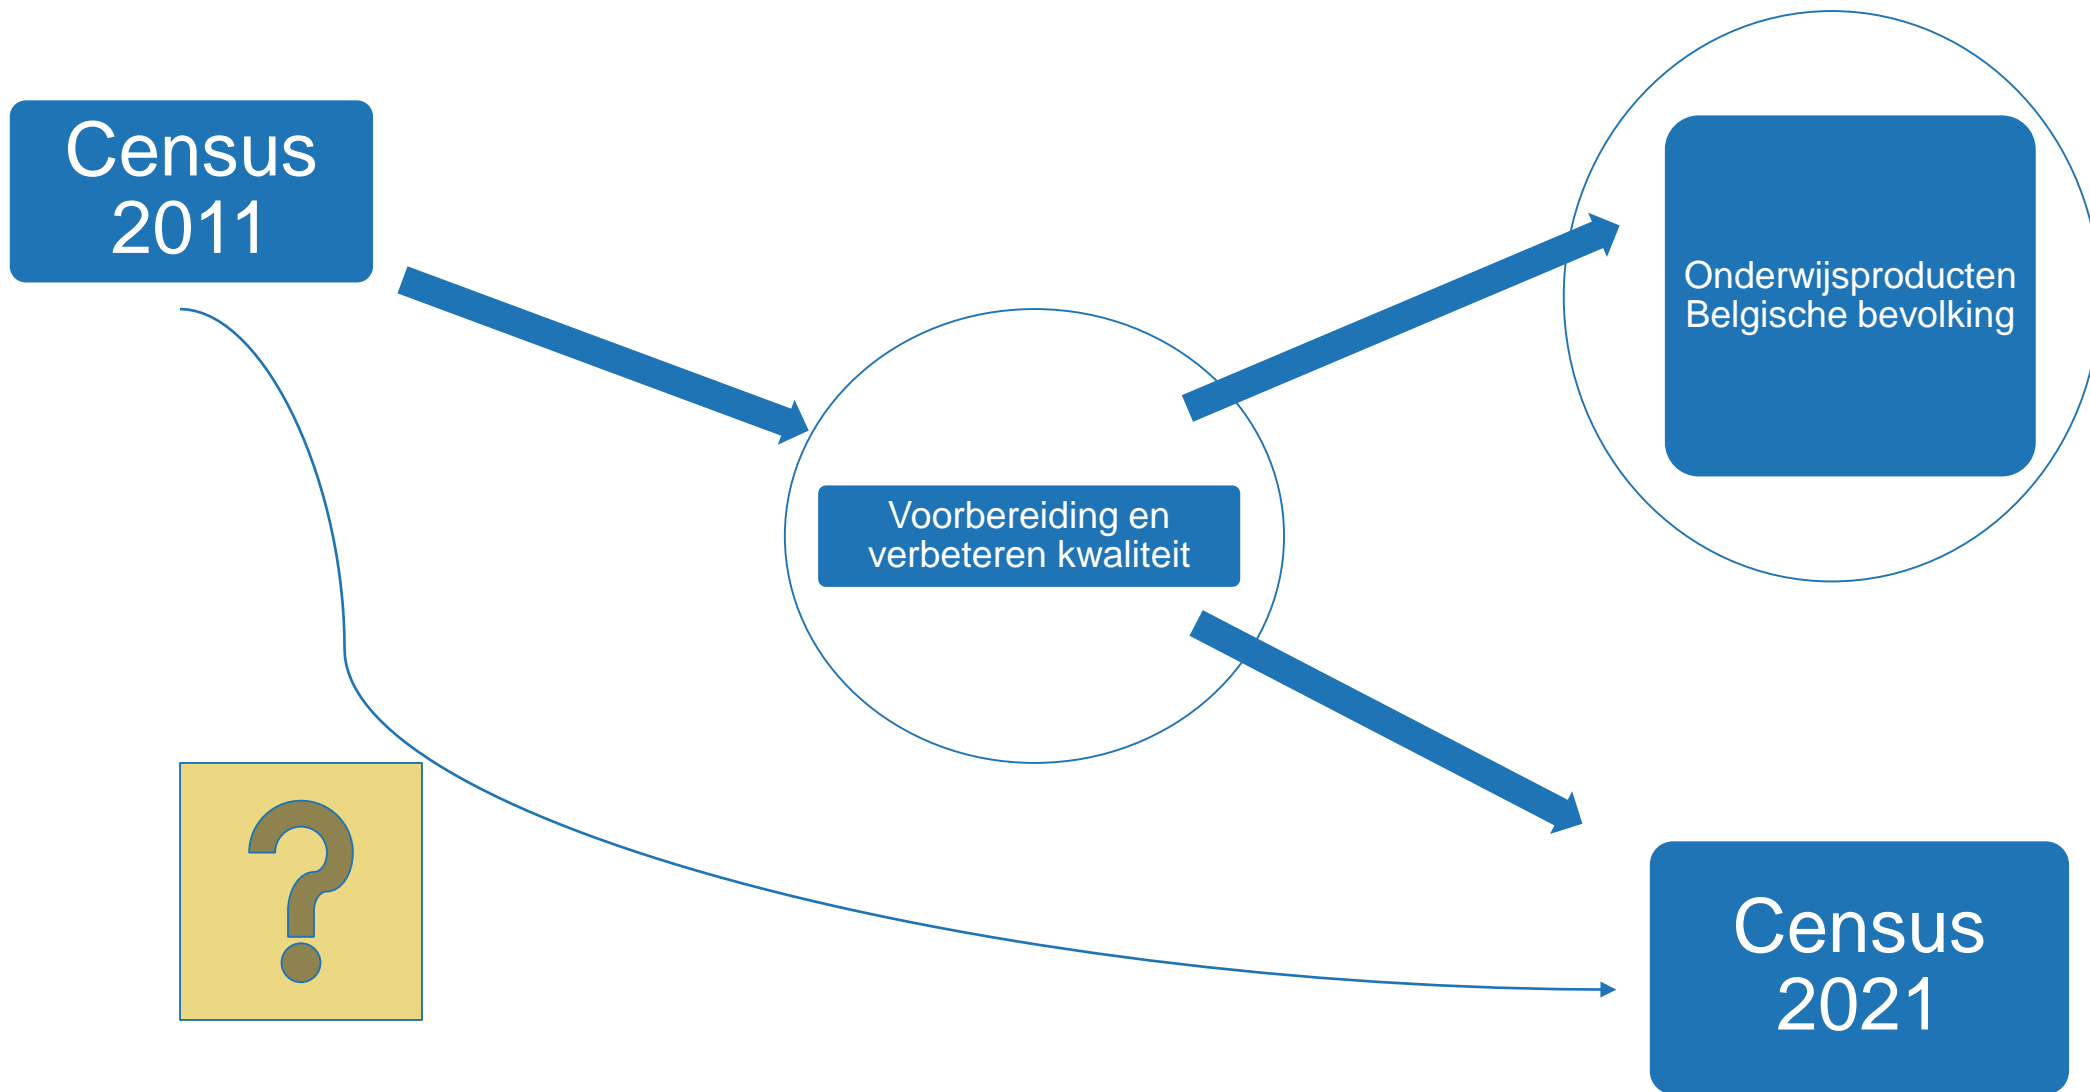 Census
2011
Onderwijsproducten
Belgische bevolking
Voorbereiding en
verbeteren kwaliteit
?
Census
2021